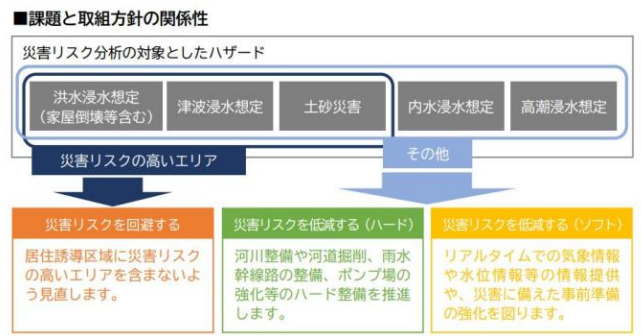 ■課題と取組方針の関係性
災害リスク分析の対象としたハザード
洪水浸水想定
（家屋倒壊等含む）
津波浸水想定
土砂災害
内水浸水想定
高潮浸水想定
災害リスクの高いエリア
その他
災害リスクを回避する
居住誘導区域に災害リスク
の高いエリアを含まないよ
う見直します。
災害リスクを低減する（ハード）
河川整備や河道掘削、雨水
幹線路の整備、ポンプ場の
強化等のハード整備を推進
します。
災害リスクを低減する（ソフト）
リアルタイムでの気象情報
や水位情報等の情報提供
や、災害に備えた事前準備
の強化を図ります。